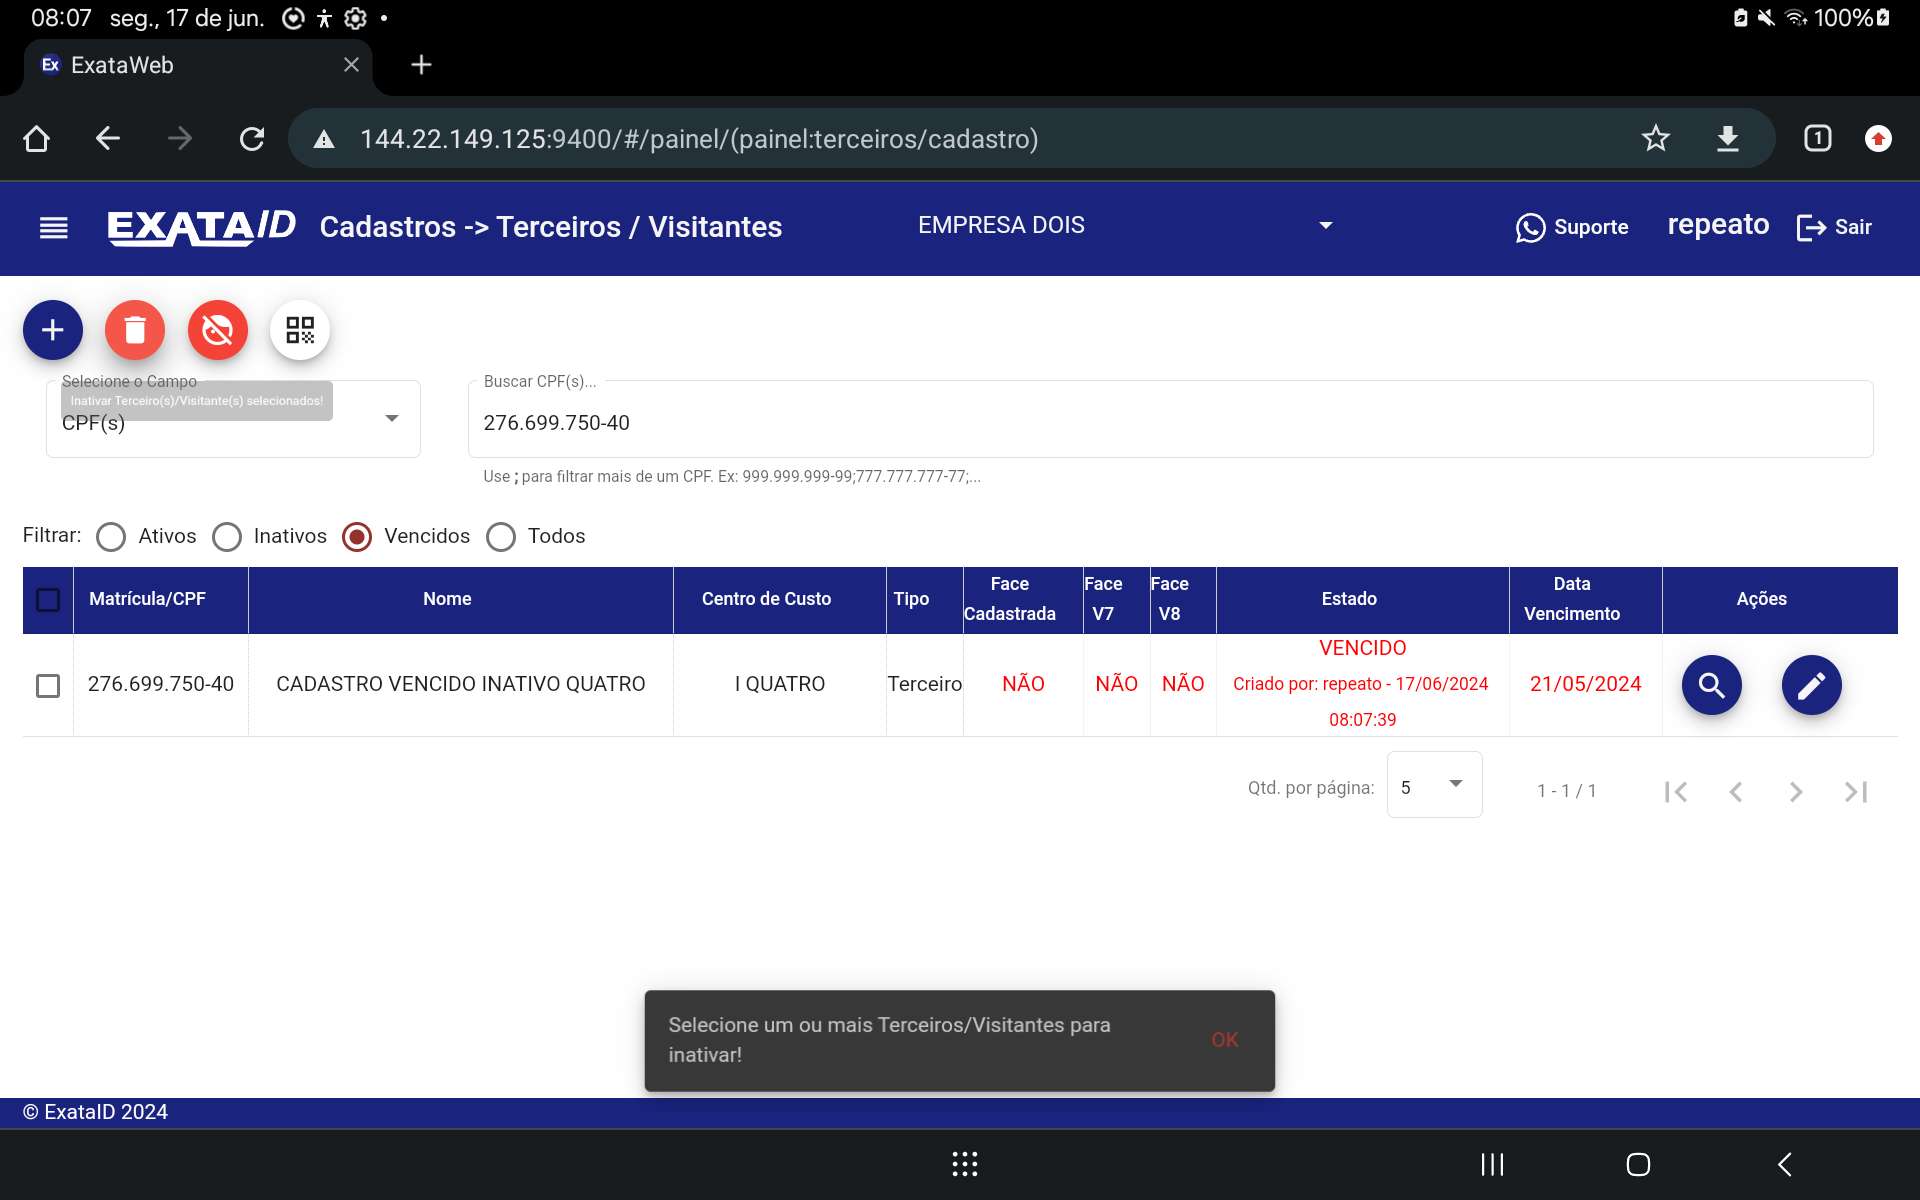 08:07 seg., 17 de jun. 100%
Ex ExataWeb
144.22.149.125:9400/#/painel/(painel:terceiros/cadastro) 1
EXATAID Cadastros -> Terceiros / Visitantes EMPRESA DOIS Suporte repeato Sair
Selecione o Campo
Inativar Terceiro(s)/Visitante(s) selecionados!
CPF(s)
Buscar CPF(s)...
276.699.750-40
Use ; para filtrar mais de um CPF. Ex: 999.999.999-99;777.777.777-77;...
Filtrar: Ativos Inativos Vencidos Todos
Matrícula/CPF Nome Centro de Custo Tipo Face Cadastrada Face V7 Face V8 Estado Data Vencimento Ações
276.699.750-40 CADASTRO VENCIDO INATIVO QUATRO I QUATRO Terceiro NÃO NÃO NÃO VENCIDO Criado por: repeato - 17/06/2024 08:07:39 21/05/2024
Qtd. por página: 5 1 - 1 / 1
Selecione um ou mais Terceiros/Visitantes para
inativar!
OK
© ExataID 2024